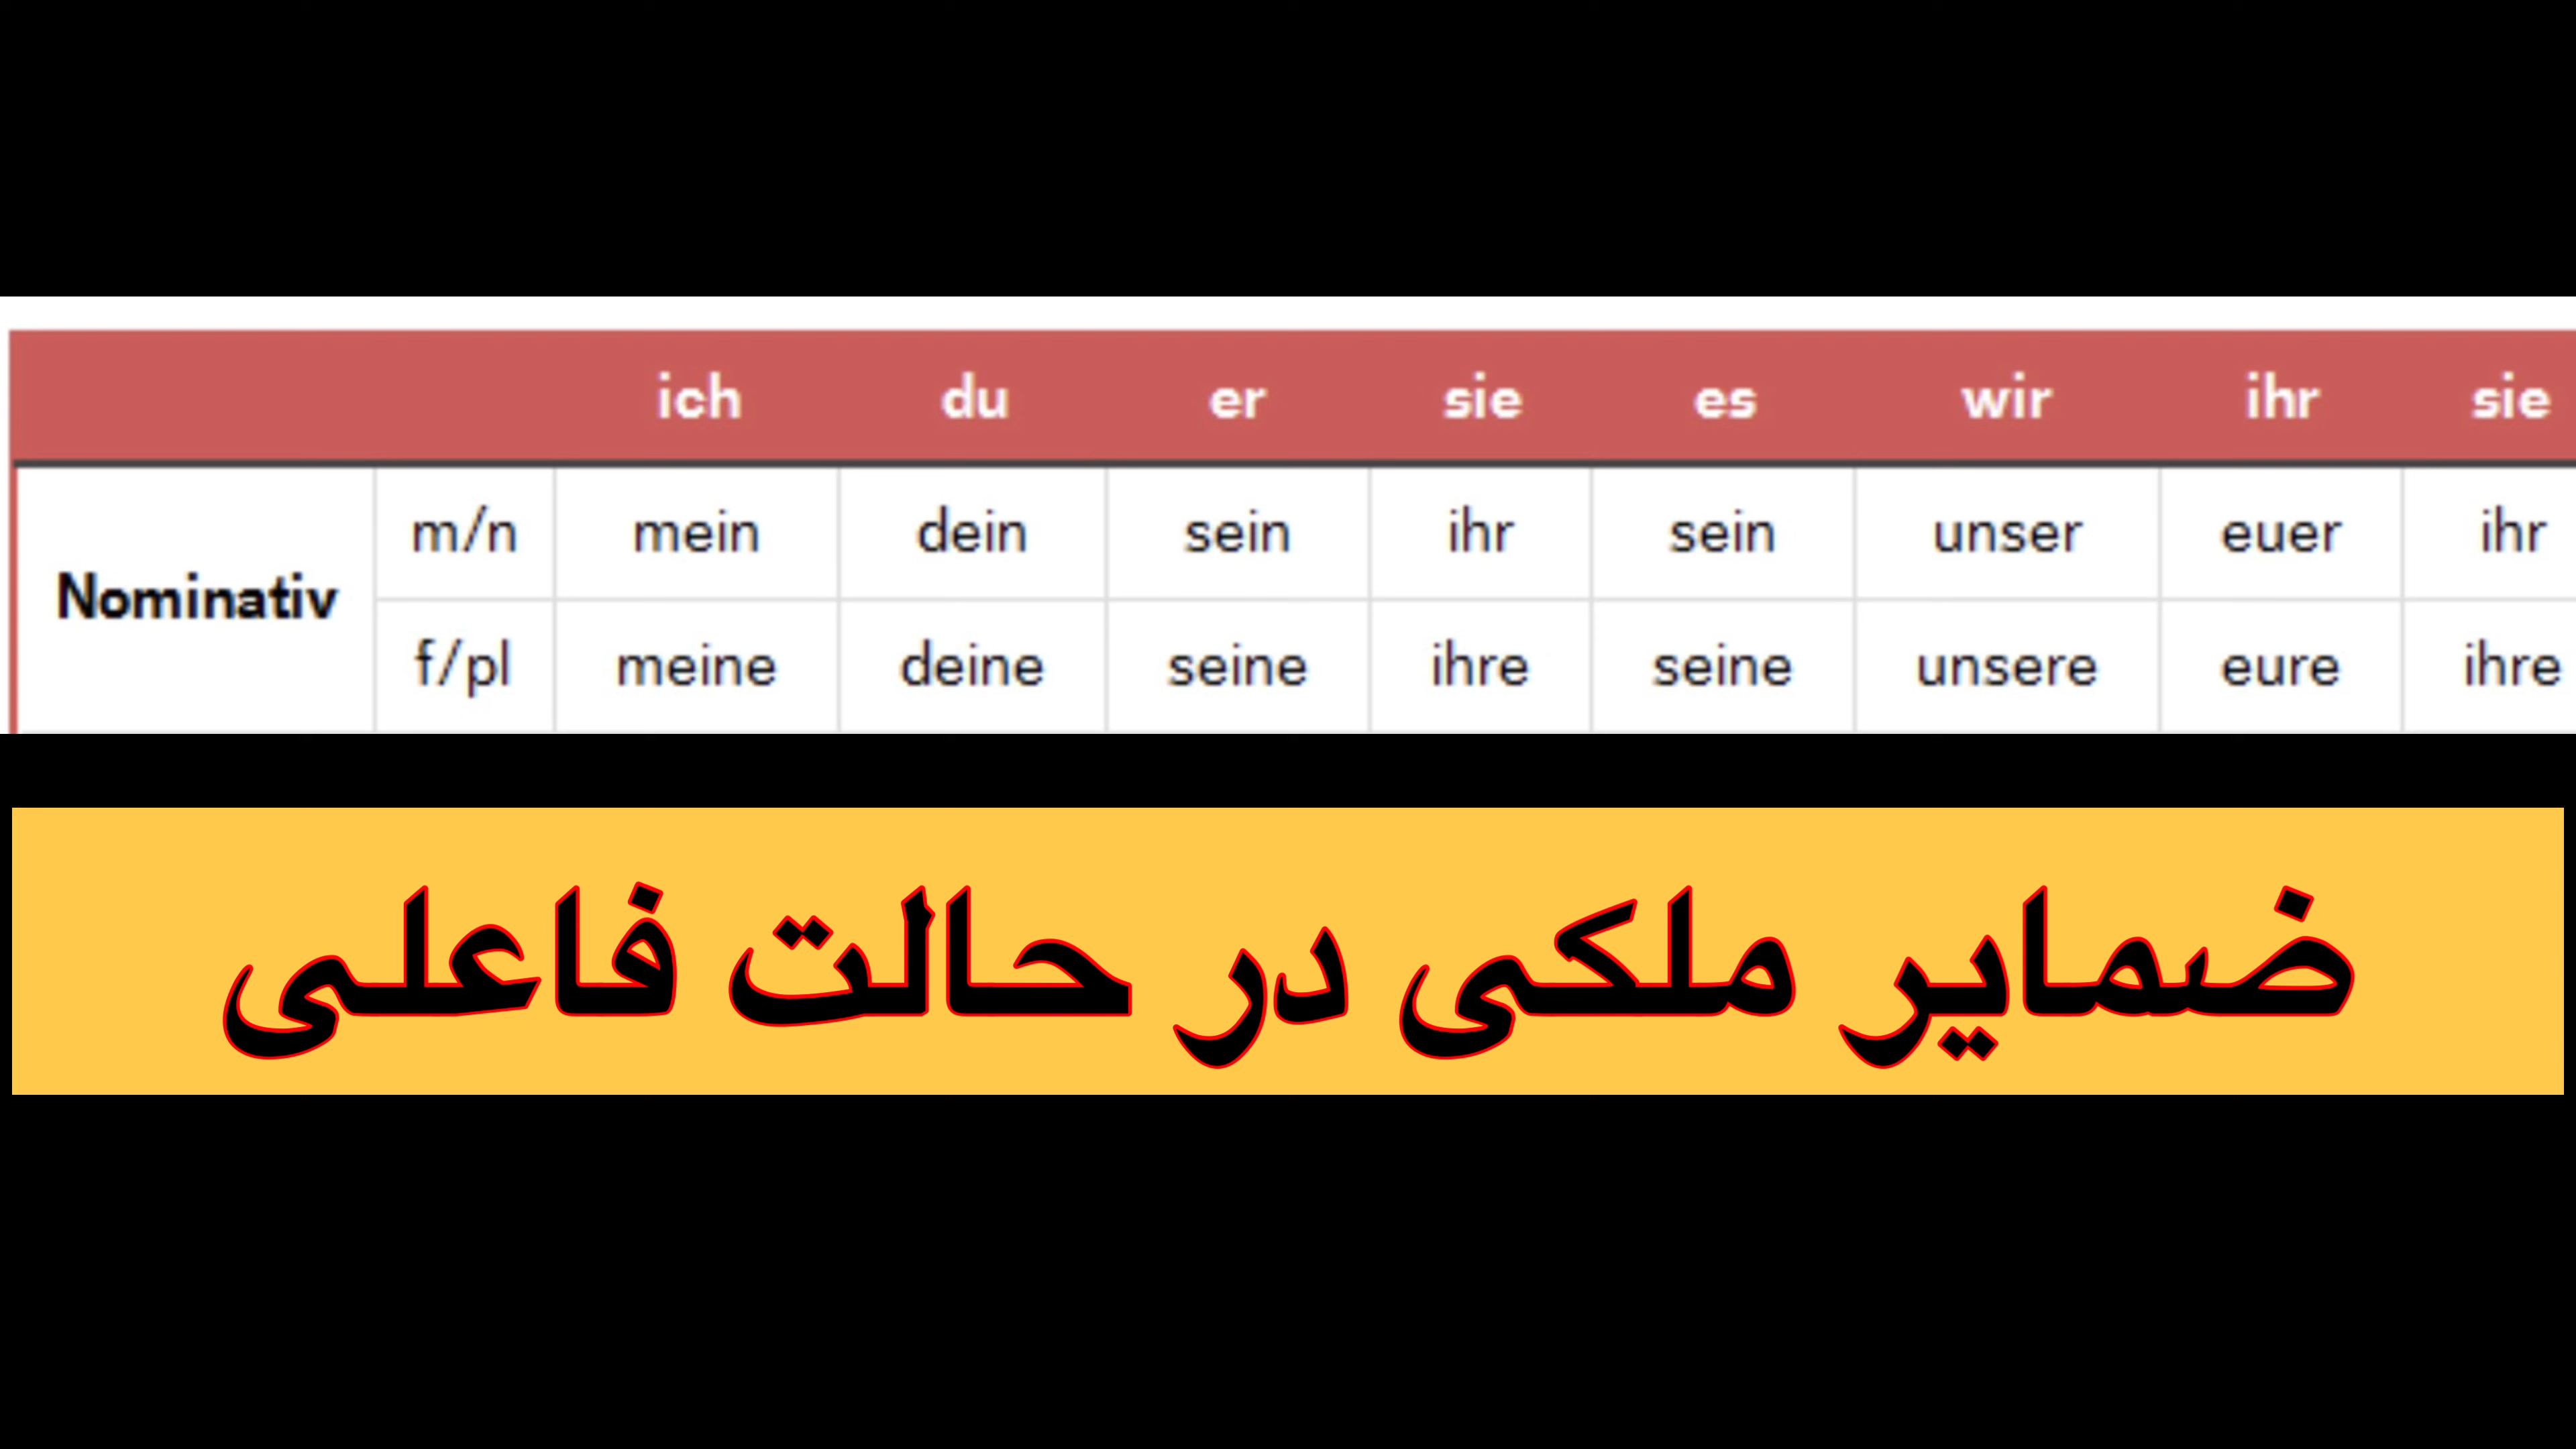 ich du er sie es wir ihr sie
Nominativ
m/n mein dein sein ihr sein unser euer ihr
f/pl meine deine seine ihre seine unsere eure ihre
ضمایر ملکی در حالت فاعلی